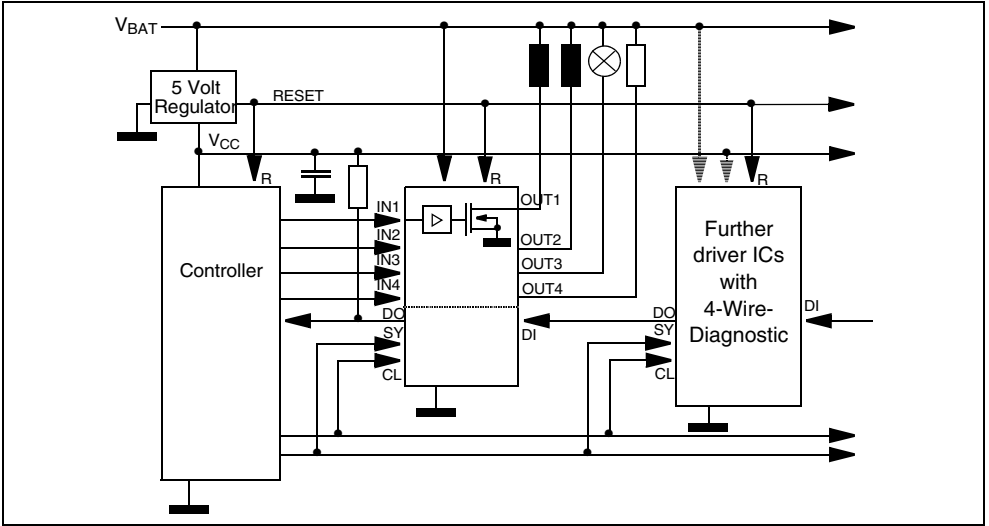 VBAT
5 Volt
Regulator
RESET
VCC
R
R
R
Controller
IN1
IN2
IN3
IN4
OUT1
OUT2
OUT3
OUT4
DO
SY
CL
DI
Further
driver ICs
with
4-Wire-
Diagnostic
DO
SY
CL
DI